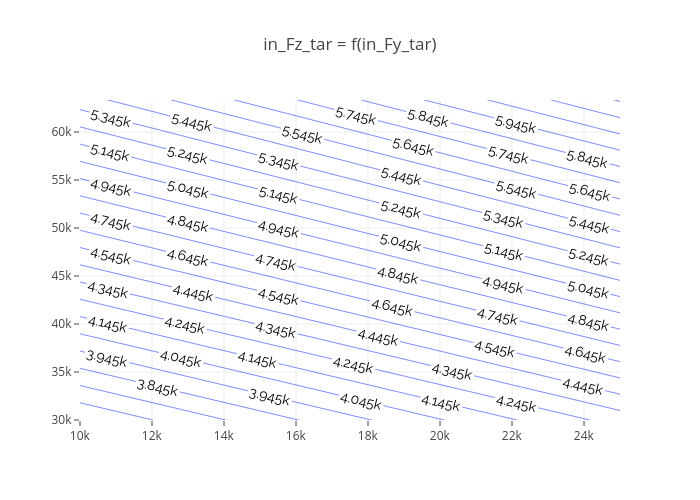 in_Fz_tar = f(in_Fy_tar)
60k
5.345k 5.445k 5.545k 5.745k 5.845k 5.945k
55k
5.145k 5.245k 5.345k 5.445k 5.645k 5.745k 5.845k
50k
4.945k 5.045k 5.145k 5.245k 5.545k 5.645k
4.745k 4.845k 4.945k 5.045k 5.345k 5.445k
45k
4.545k 4.645k 4.745k 4.845k 5.145k 5.245k
4.345k 4.445k 4.545k 4.645k 4.945k 5.045k
40k
4.145k 4.245k 4.345k 4.445k 4.745k 4.845k
35k
3.945k 4.045k 4.145k 4.245k 4.345k 4.545k 4.645k
3.845k 3.945k 4.045k 4.145k 4.245k 4.445k
30k
10k 12k 14k 16k 18k 20k 22k 24k